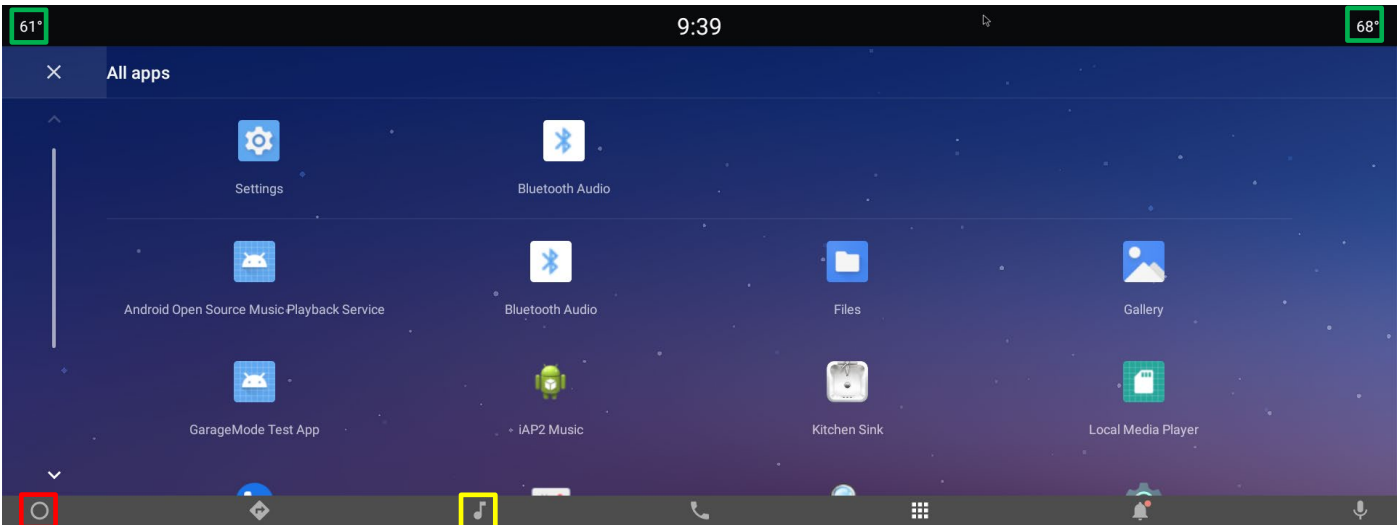 61°
9:39
68°
All apps
Settings
Bluetooth Audio
Android Open Source Music Playback Service
Bluetooth Audio
Files
Gallery
GarageMode Test App
iAP2 Music
Kitchen Sink
Local Media Player